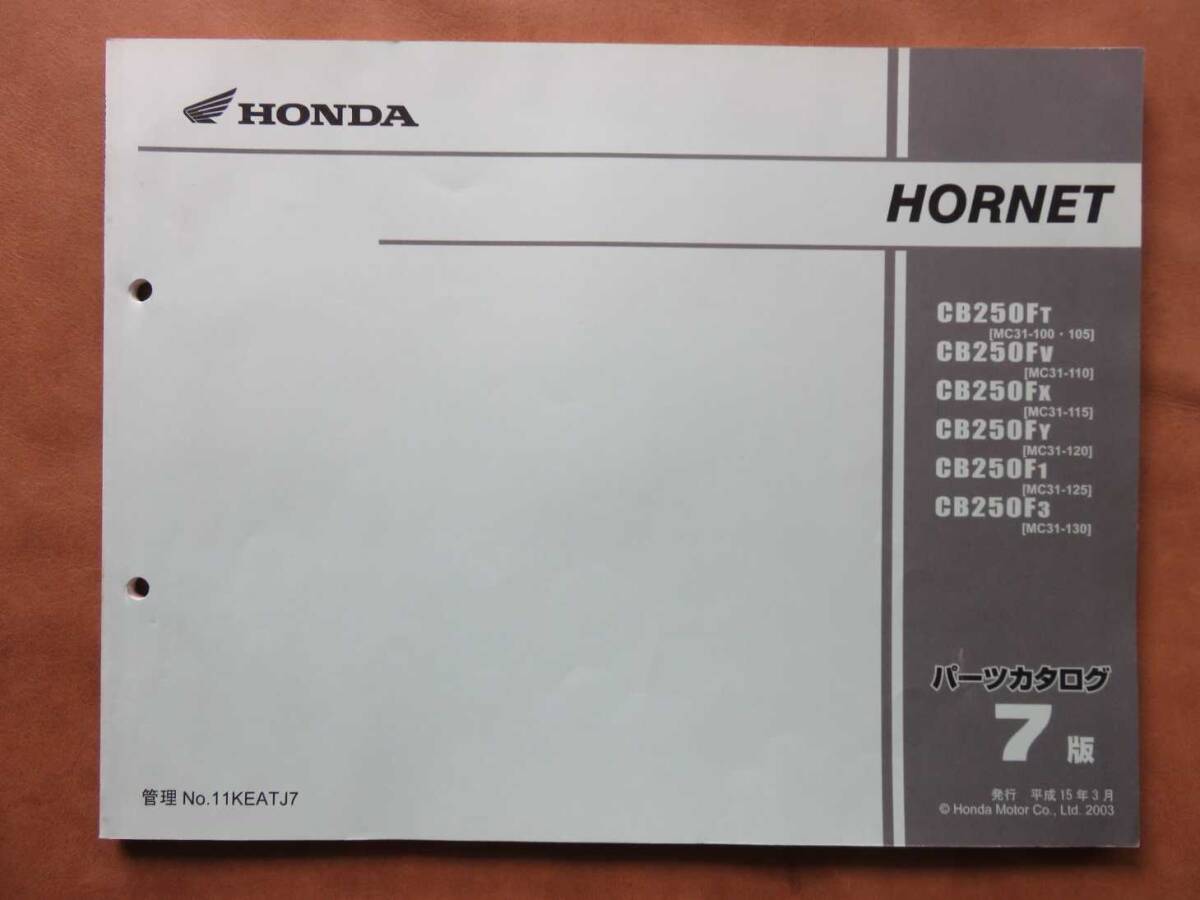 HONDA
HORNET
CB250FT
[MC31-100・105]
CB250FV
[MC31-110]
CB250FX
[MC31-115]
CB250FY
[MC31-120]
CB250F1
[MC31-125]
CB250F3
[MC31-130]
パーツカタログ
7版
管理 No.11KEATJ7
発行 平成15年3月
© Honda Motor Co., Ltd. 2003